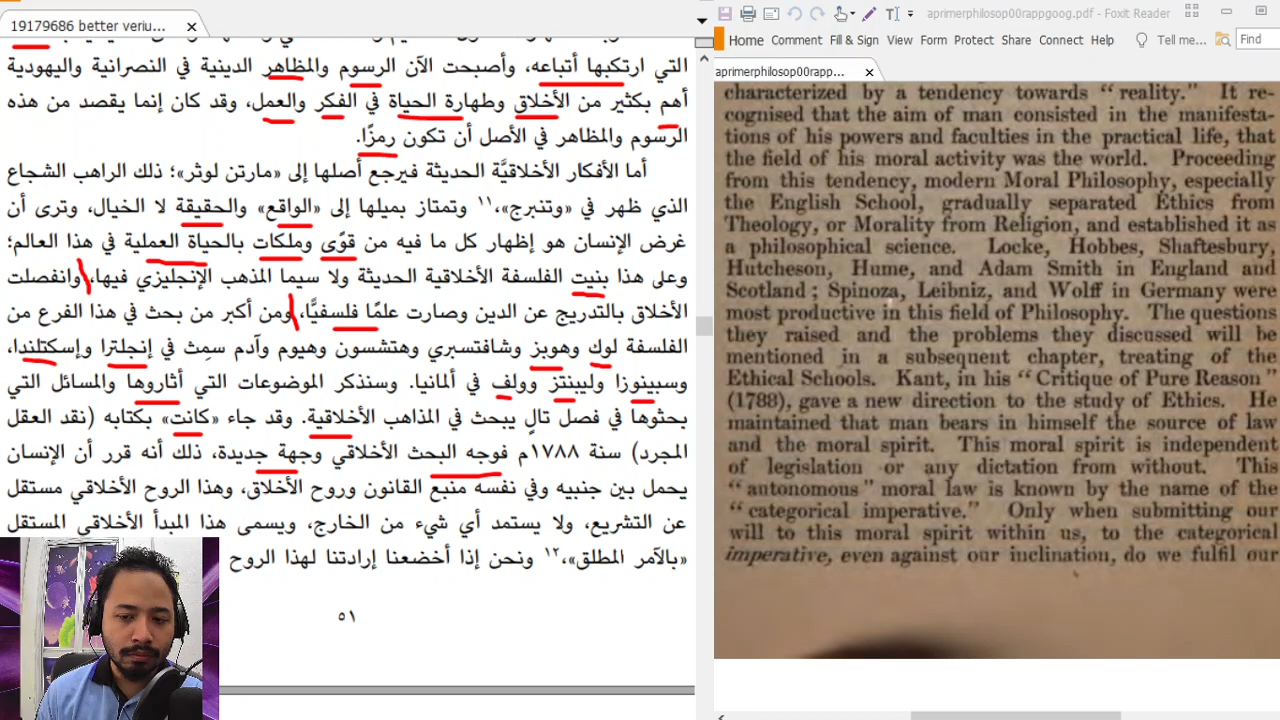 19179686 better veriu...
التي ارتكبها أتباعه، وأصبحت الآن الرسوم والمظاهر الدينية في النصرانية واليهودية
أهم بكثير من الأخلاق وطهارة الحياة في الفكر والعمل، وقد كان إنما يقصد من هذه
الرسوم والمظاهر في الأصل أن تكون رمزًا.
أما الأفكار الأخلاقيَّة الحديثة فيرجع أصلها إلى «مارتن لوثر»؛ ذلك الراهب الشجاع
الذي ظهر في «وتنبرج»،١١ وتمتاز بميلها إلى «الواقع» والحقيقة لا الخيال، وترى أن
غرض الإنسان هو إظهار كل ما فيه من قوًى وملكات بالحياة العملية في هذا العالم؛
وعلى هذا بنيت الفلسفة الأخلاقية الحديثة ولا سيما المذهب الإنجليزي فيها، وانفصلت
الأخلاق بالتدريج عن الدين وصارت علمًا فلسفيًّا، ومن أكبر من بحث في هذا الفرع من
الفلسفة لوك وهوبز وشافتسبري وهتشسون وهيوم وآدم سمِث في إنجلترا وإسكتلندا،
وسبينوزا وليبنتز وولف في ألمانيا. وسنذكر الموضوعات التي أثاروها والمسائل التي
بحثوها في فصل تالٍ يبحث في المذاهب الأخلاقية. وقد جاء «كانت» بكتابه (نقد العقل
المجرد) سنة ١٧٨٨م فوجه البحث الأخلاقي وجهة جديدة، ذلك أنه قرر أن الإنسان
يحمل بين جنبيه وفي نفسه منبع القانون وروح الأخلاق، وهذا الروح الأخلاقي مستقل
عن التشريع، ولا يستمد أي شيء من الخارج، ويسمى هذا المبدأ الأخلاقي المستقل
«بالآمر المطلق»،١٢ ونحن إذا أخضعنا إرادتنا لهذا الروح
٥١
aprimerphilosop00rappgoog.pdf - Foxit Reader
Home Comment Fill & Sign View Form Protect Share Connect Help Tell me... Find
aprimerphilosop00rapp...
characterized by a tendency towards “reality.” It re-
cognised that the aim of man consisted in the manifesta-
tions of his powers and faculties in the practical life, that
the field of his moral activity was the world. Proceeding
from this tendency, modern Moral Philosophy, especially
the English School, gradually separated Ethics from
Theology, or Morality from Religion, and established it as
a philosophical science. Locke, Hobbes, Shaftesbury,
Hutcheson, Hume, and Adam Smith in England and
Scotland; Spinoza, Leibniz, and Wolff in Germany were
most productive in this field of Philosophy. The questions
they raised and the problems they discussed will be
mentioned in a subsequent chapter, treating of the
Ethical Schools. Kant, in his “Critique of Pure Reason”
(1788), gave a new direction to the study of Ethics. He
maintained that man bears in himself the source of law
and the moral spirit. This moral spirit is independent
of legislation or any dictation from without. This
“autonomous” moral law is known by the name of the
“categorical imperative.” Only when submitting our
will to this moral spirit within us, to the categorical
imperative, even against our inclination, do we fulfil our